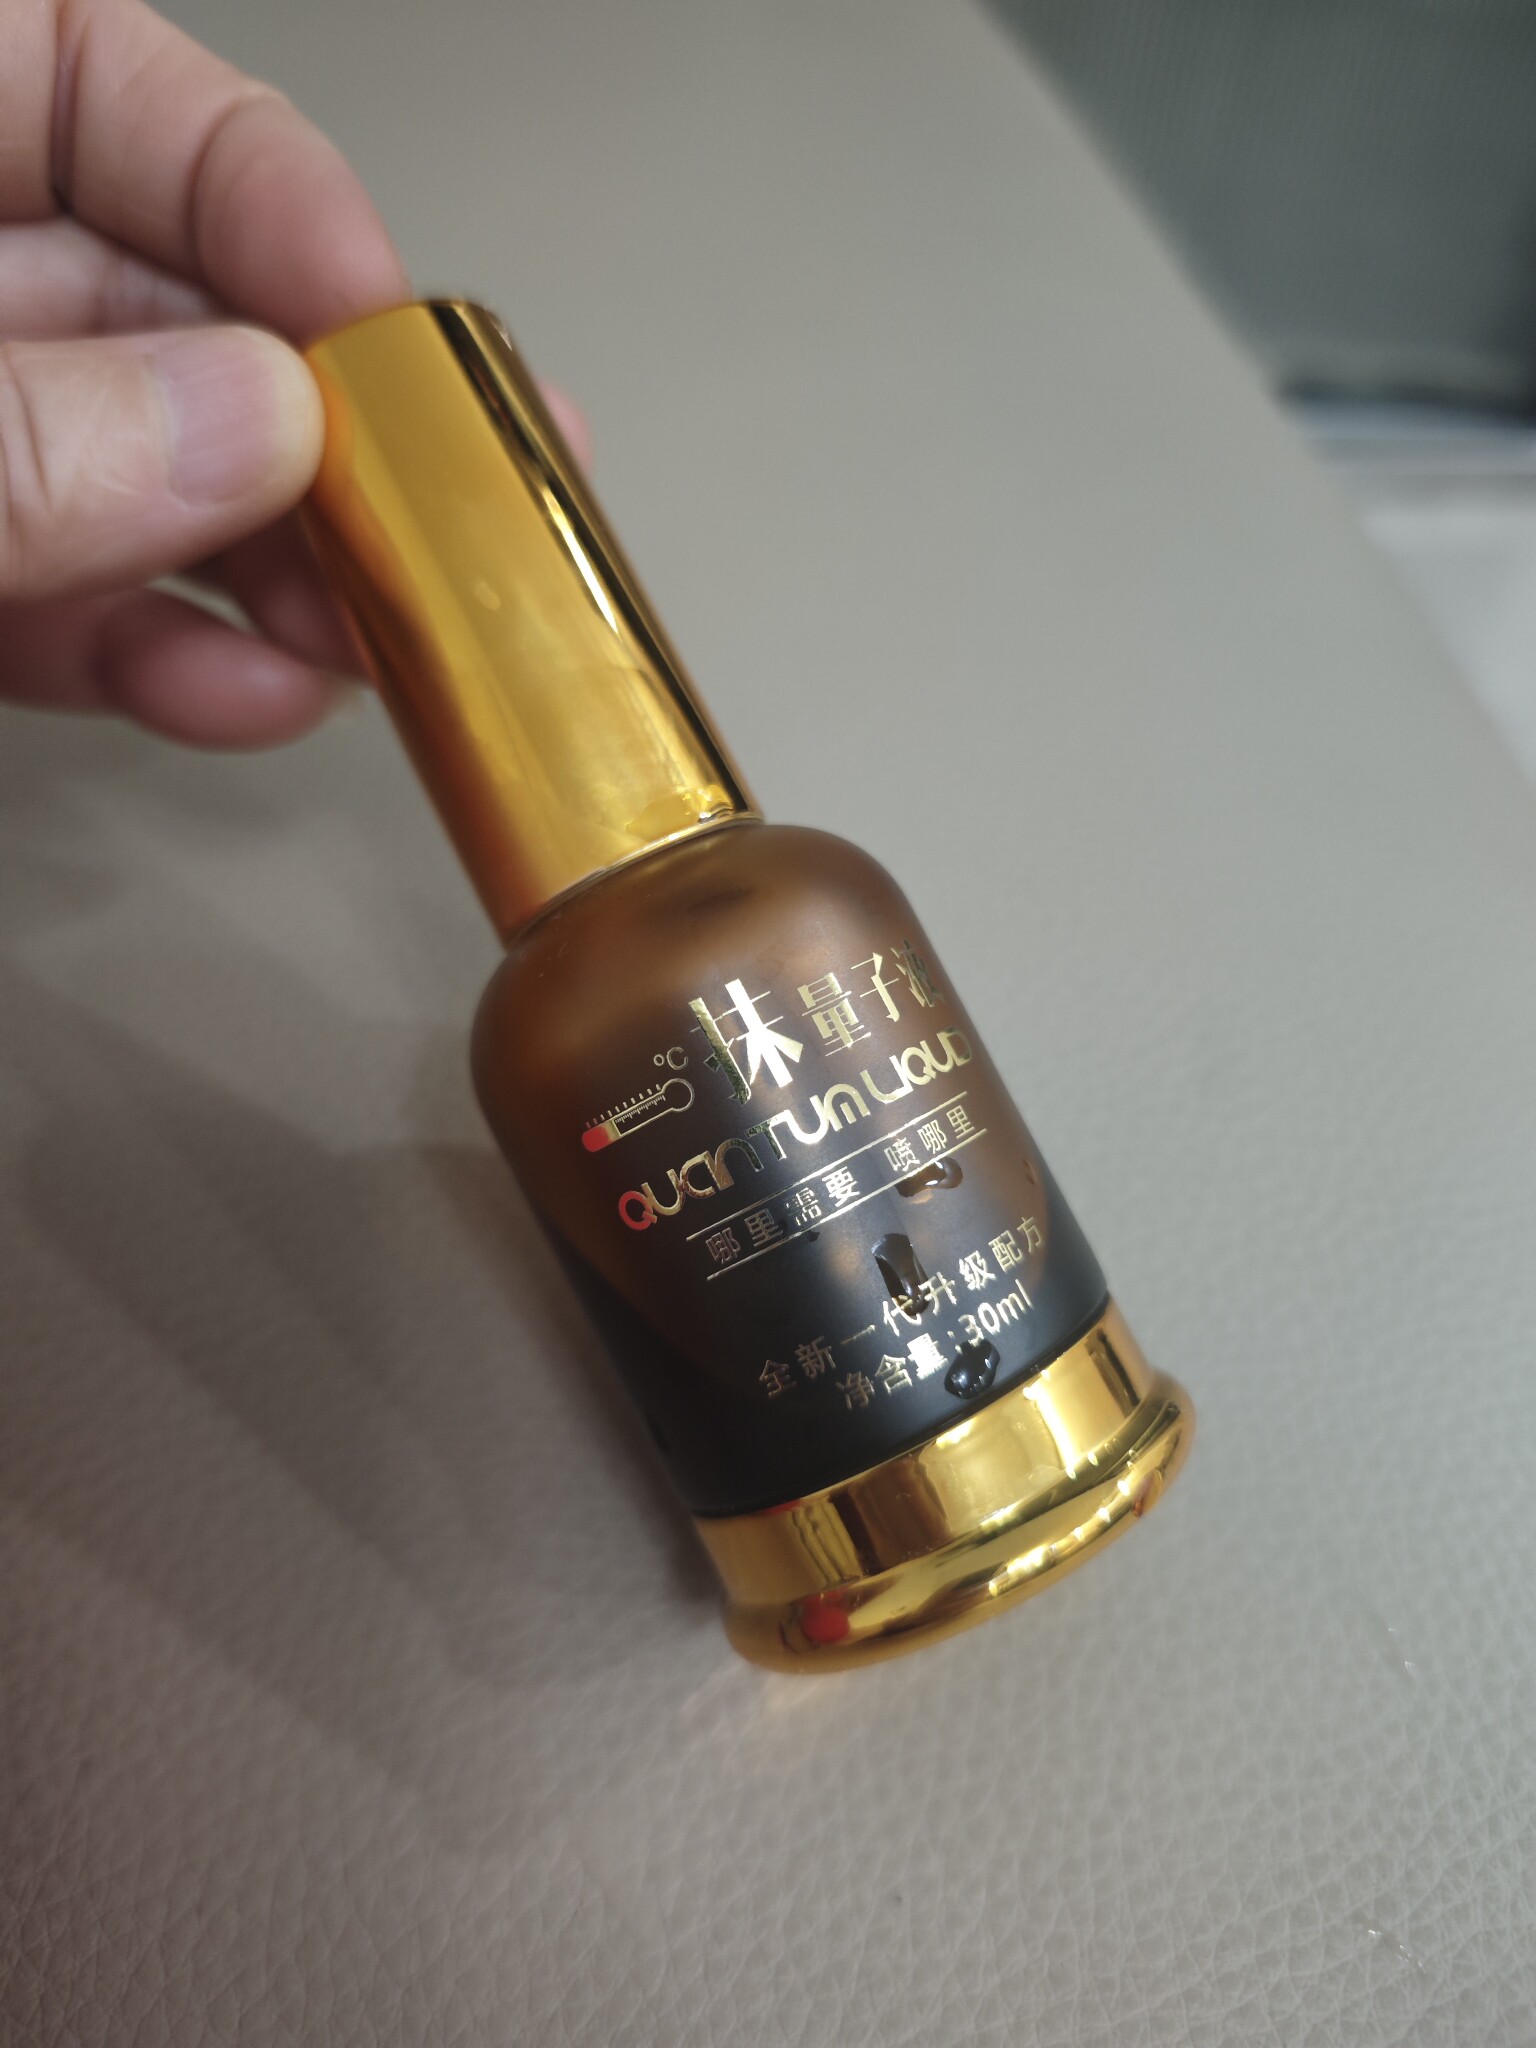 °C
抹量子液
QUANTUM LIQUD
哪里需要 喷哪里
全新一代升级配方
净含量:30ml